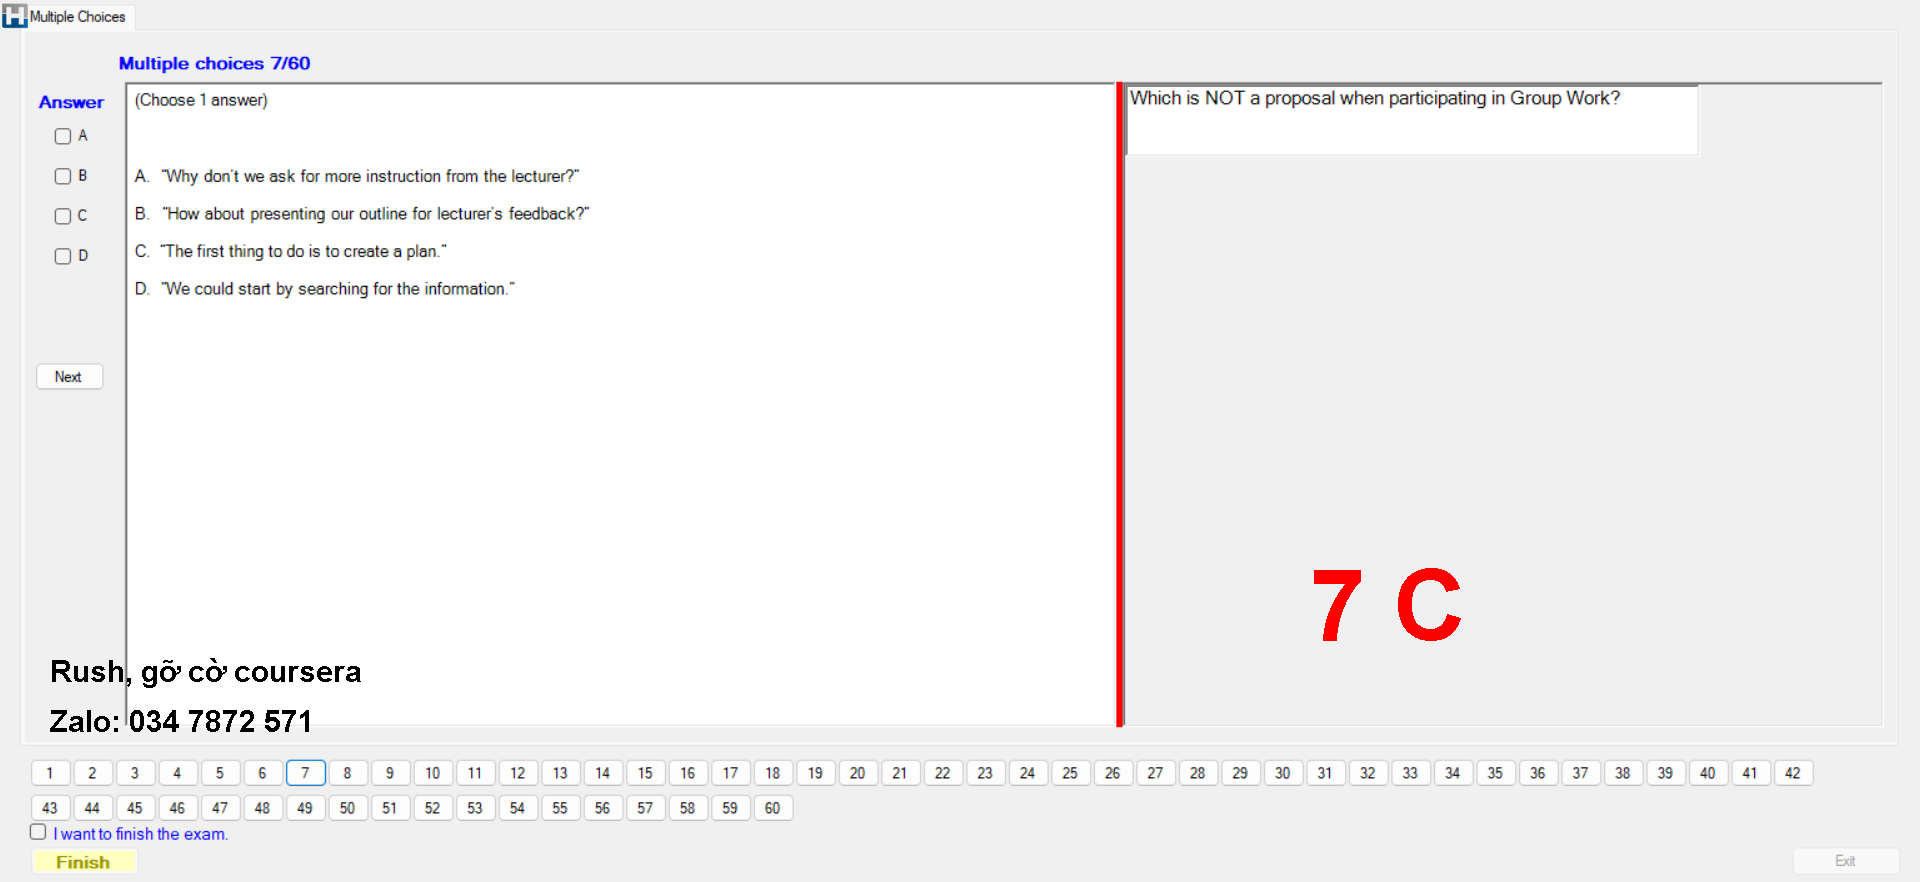 Multiple Choices
Multiple choices 7/60
Answer
A
B
C
D
Next
(Choose 1 answer)
A. "Why don't we ask for more instruction from the lecturer?"
B. "How about presenting our outline for lecturer's feedback?"
C. "The first thing to do is to create a plan."
D. "We could start by searching for the information."
Which is NOT a proposal when participating in Group Work?
7 C
Rush, gỡ cờ coursera
Zalo: 034 7872 571
1 2 3 4 5 6 7 8 9 10 11 12 13 14 15 16 17 18 19 20 21 22 23 24 25 26 27 28 29 30 31 32 33 34 35 36 37 38 39 40 41 42
43 44 45 46 47 48 49 50 51 52 53 54 55 56 57 58 59 60
I want to finish the exam.
Finish
Exit